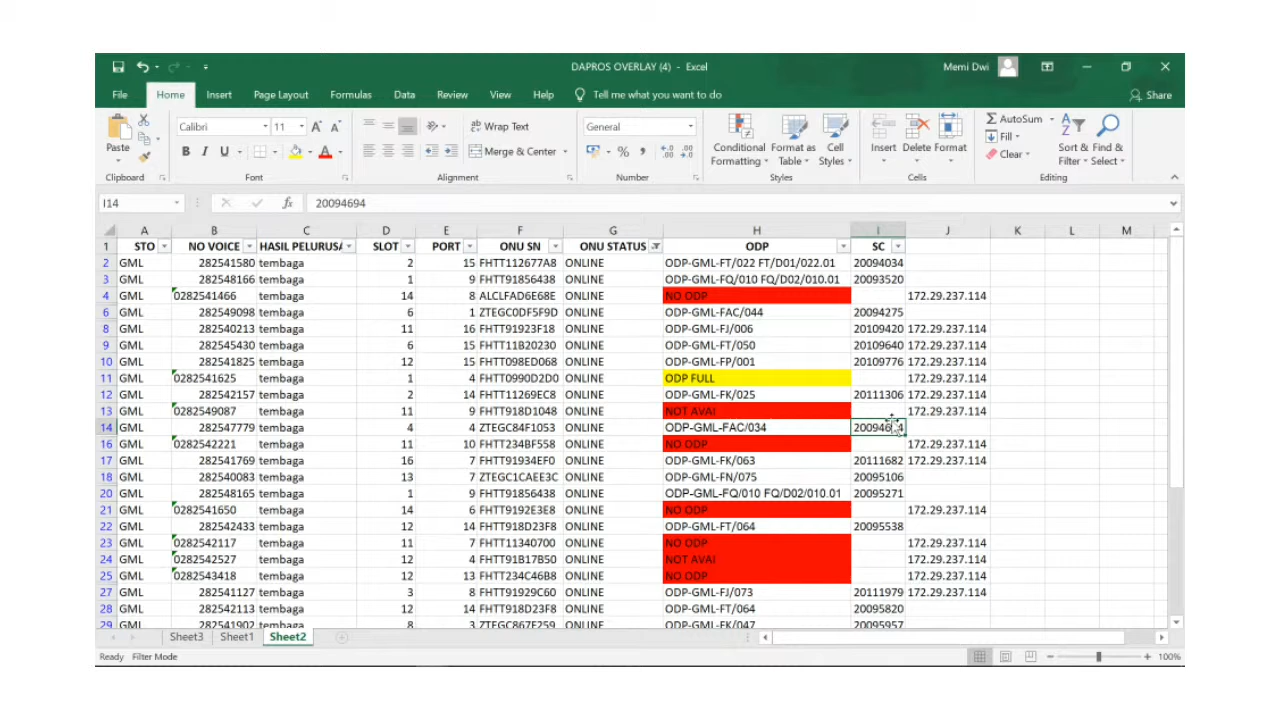 DAPROS OVERLAY (4) - Excel
Memi Dwi
File Home Insert Page Layout Formulas Data Review View Help Tell me what you want to do
Share
Paste
Calibri 11
B I U
Wrap Text
Merge & Center
General
Conditional Formatting
Format as Table
Cell Styles
Insert Delete Format
AutoSum
Fill
Clear
Sort & Filter
Find & Select
Clipboard Font Alignment Number Styles Cells Editing
I14 fx 20094694
A B C D E F G H I J K L M
1 STO NO VOICE HASIL PELURUSA SLOT PORT ONU SN ONU STATUS ODP SC
2 GML 282541580 tembaga 2 15 FHTT112677A8 ONLINE ODP-GML-FT/022 FT/D01/022.01 20094034
3 GML 282548166 tembaga 1 9 FHTT91856438 ONLINE ODP-GML-FQ/010 FQ/D02/010.01 20093520
4 GML 0282541466 tembaga 14 8 ALCLFAD6E68E ONLINE NO ODP 172.29.237.114
6 GML 282549098 tembaga 6 1 ZTEGC0DF5F9D ONLINE ODP-GML-FAC/044 20094275
8 GML 282540213 tembaga 11 16 FHTT91923F18 ONLINE ODP-GML-FJ/006 20109420 172.29.237.114
9 GML 282545430 tembaga 6 15 FHTT11B20230 ONLINE ODP-GML-FT/050 20109640 172.29.237.114
10 GML 282541825 tembaga 12 15 FHTT098ED068 ONLINE ODP-GML-FP/001 20109776 172.29.237.114
11 GML 0282541625 tembaga 1 4 FHTT0990D2D0 ONLINE ODP FULL 172.29.237.114
12 GML 282542157 tembaga 2 14 FHTT11269EC8 ONLINE ODP-GML-FK/025 20111306 172.29.237.114
13 GML 0282549087 tembaga 11 9 FHTT918D1048 ONLINE NOT AVAI 172.29.237.114
14 GML 282547779 tembaga 4 4 ZTEGC84F1053 ONLINE ODP-GML-FAC/034 20094694
16 GML 0282542221 tembaga 11 10 FHTT234BF558 ONLINE NO ODP 172.29.237.114
17 GML 282541769 tembaga 16 7 FHTT91934EF0 ONLINE ODP-GML-FK/063 20111682 172.29.237.114
18 GML 282540083 tembaga 13 7 ZTEGC1CAEE3C ONLINE ODP-GML-FN/075 20095106
20 GML 282548165 tembaga 1 9 FHTT91856438 ONLINE ODP-GML-FQ/010 FQ/D02/010.01 20095271
21 GML 0282541650 tembaga 14 6 FHTT9192E3E8 ONLINE NO ODP 172.29.237.114
22 GML 282542433 tembaga 12 14 FHTT918D23F8 ONLINE ODP-GML-FT/064 20095538
23 GML 0282542117 tembaga 11 7 FHTT11340700 ONLINE NO ODP 172.29.237.114
24 GML 0282542527 tembaga 12 4 FHTT91B17B50 ONLINE NOT AVAI 172.29.237.114
25 GML 0282543418 tembaga 12 13 FHTT234C46B8 ONLINE NO ODP 172.29.237.114
27 GML 282541127 tembaga 3 8 FHTT91929C60 ONLINE ODP-GML-FJ/073 20111979 172.29.237.114
28 GML 282542113 tembaga 12 14 FHTT918D23F8 ONLINE ODP-GML-FT/064 20095820
29 GML 282541902 tembaga 8 3 ZTEGC867F259 ONLINE ODP-GML-FK/047 20095957
Sheet3 Sheet1 Sheet2
Ready Filter Mode 100%